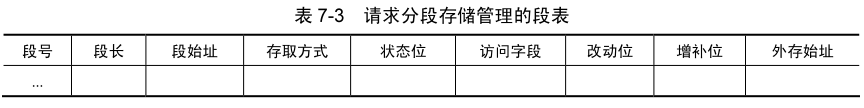 表 7-3 请求分段存储管理的段表
段号 段长 段始址 存取方式 状态位 访问字段 改动位 增补位 外存始址
...